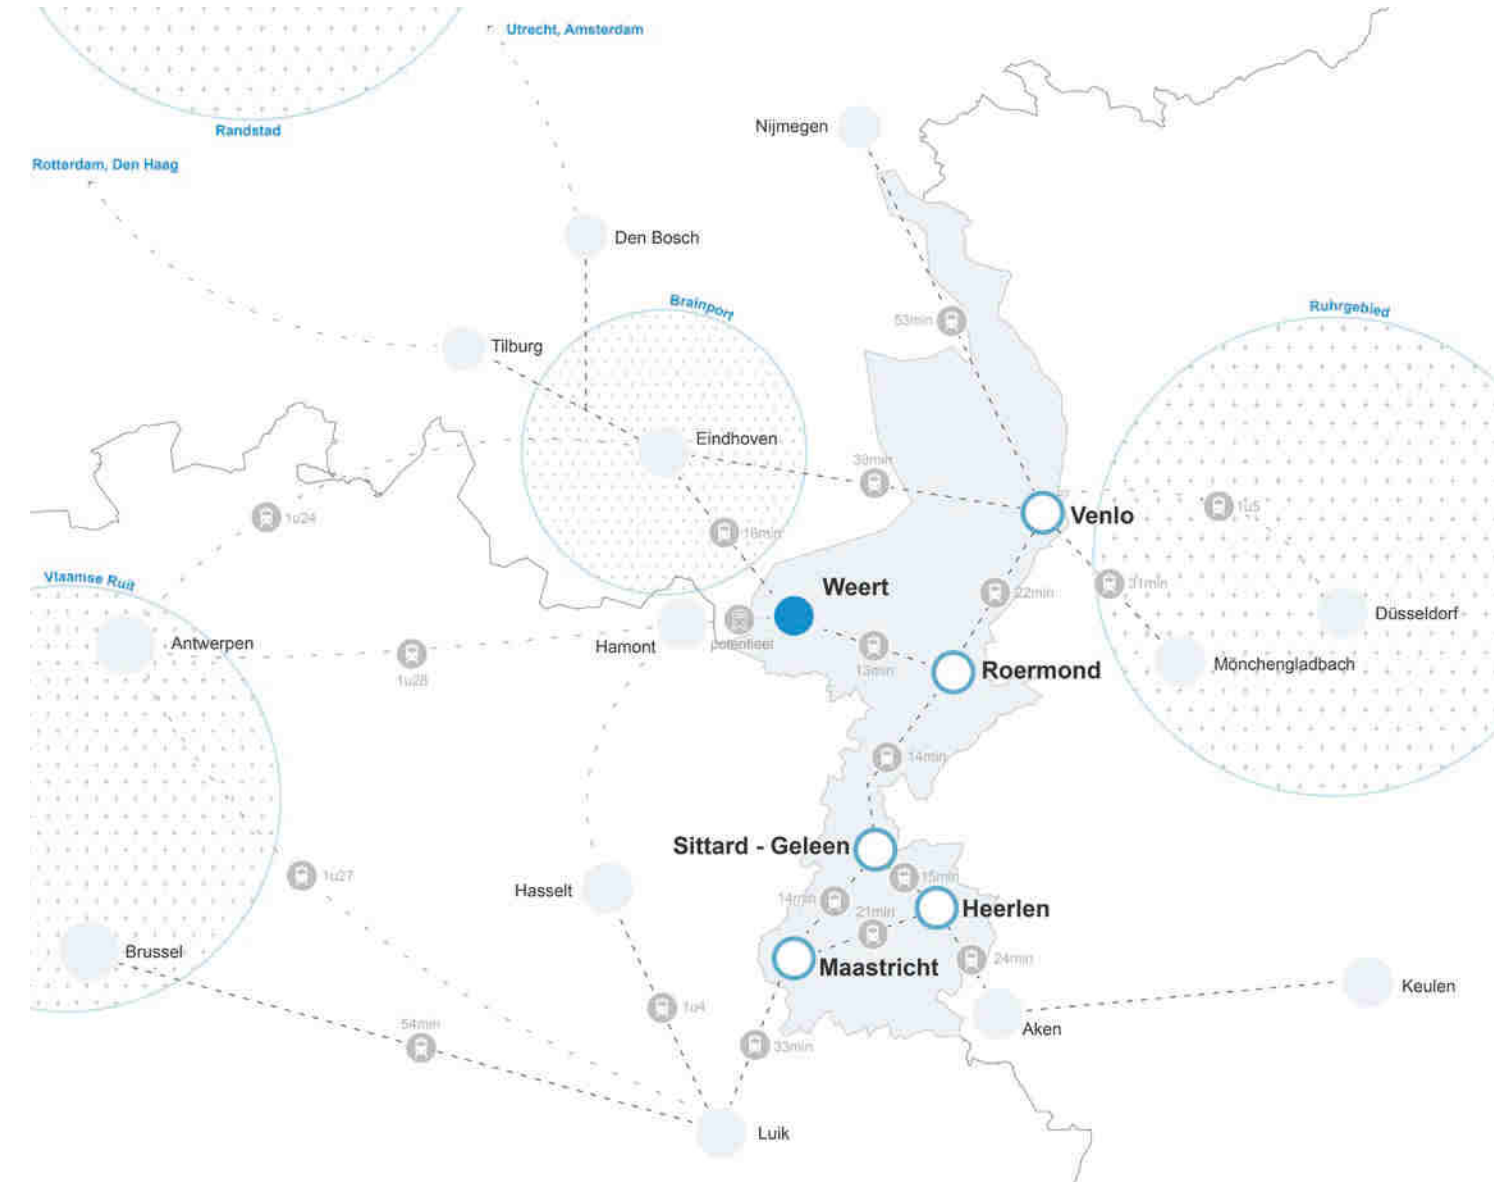 Utrecht, Amsterdam
Randstad
Nijmegen
Rotterdam, Den Haag
Den Bosch
Brainport
Ruhrgebied
53min
Tilburg
Eindhoven
39min
1u24
16min
Venlo
1u5
Vlaamse Ruit
Weert
22min
31min
Düsseldorf
Antwerpen
Hamont
potentieel
13min
Roermond
Mönchengladbach
1u28
14min
Sittard - Geleen
1u27
15min
Hasselt
14min
21min
Heerlen
Brussel
Maastricht
24min
Keulen
1u4
54min
33min
Aken
Luik